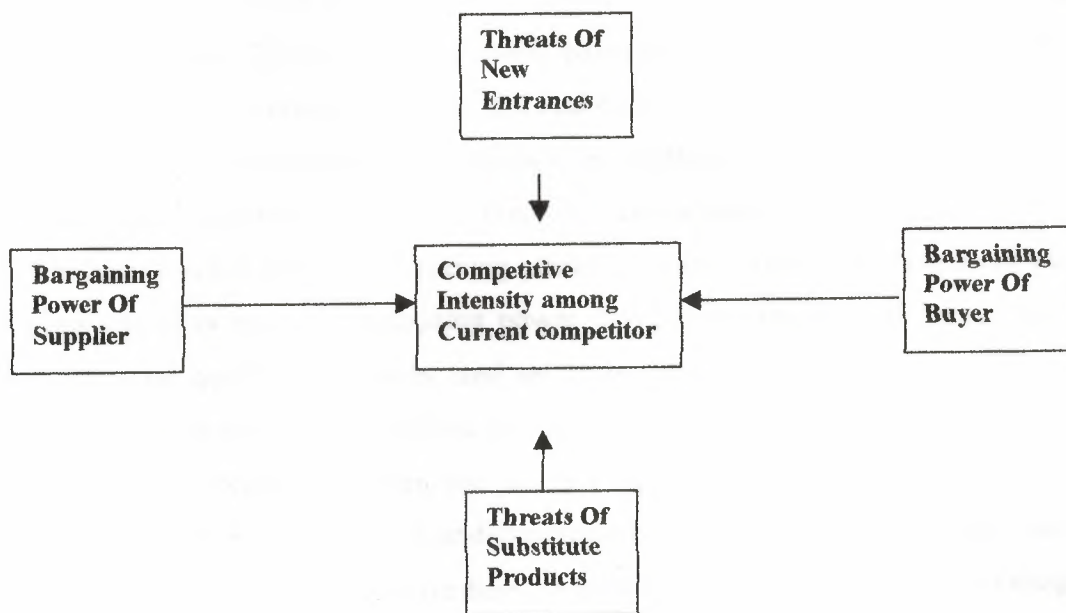 Threats Of
New
Entrances
Bargaining
Power Of
Supplier
Competitive
Intensity among
Current competitor
Bargaining
Power Of
Buyer
Threats Of
Substitute
Products